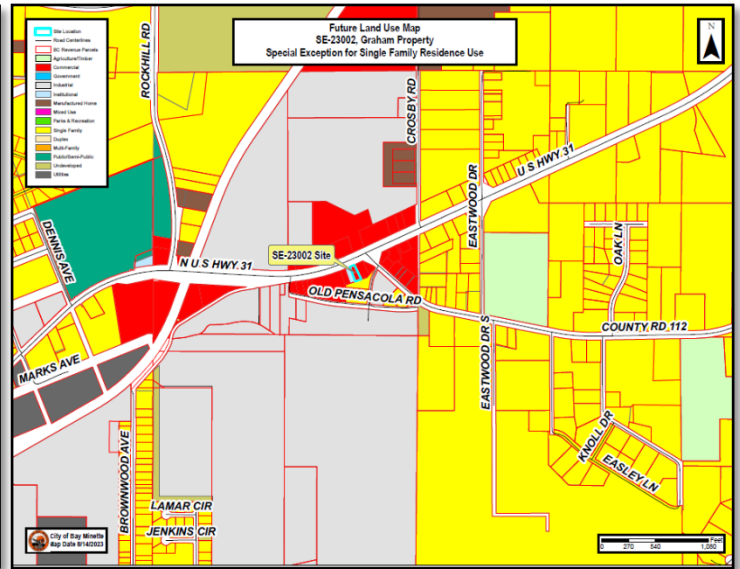 Future Land Use Map
SE-23002, Graham Property
Special Exception for Single Family Residence Use
N
Site Location
Road Centerlines
BC Revenue Parcels
Agriculture/Timber
Commercial
Government
Industrial
Institutional
Manufactured Home
Mixed Use
Parks & Recreation
Single Family
Duplex
Multi-Family
Public/Semi-Public
Undeveloped
Utilities
ROCKHILL RD
CROSBY RD
U S HWY 31
EASTWOOD DR
DENNIS AVE
OAK LN
SE-23002 Site
N U S HWY 31
OLD PENSACOLA RD
COUNTY RD 112
MARKS AVE
EASTWOOD DR S
KNOLL DR
EASLEY LN
BROWNWOOD AVE
LAMAR CIR
JENKINS CIR
City of Bay Minette
Map Date 8/14/2023
Feet
0 270 540 1,080